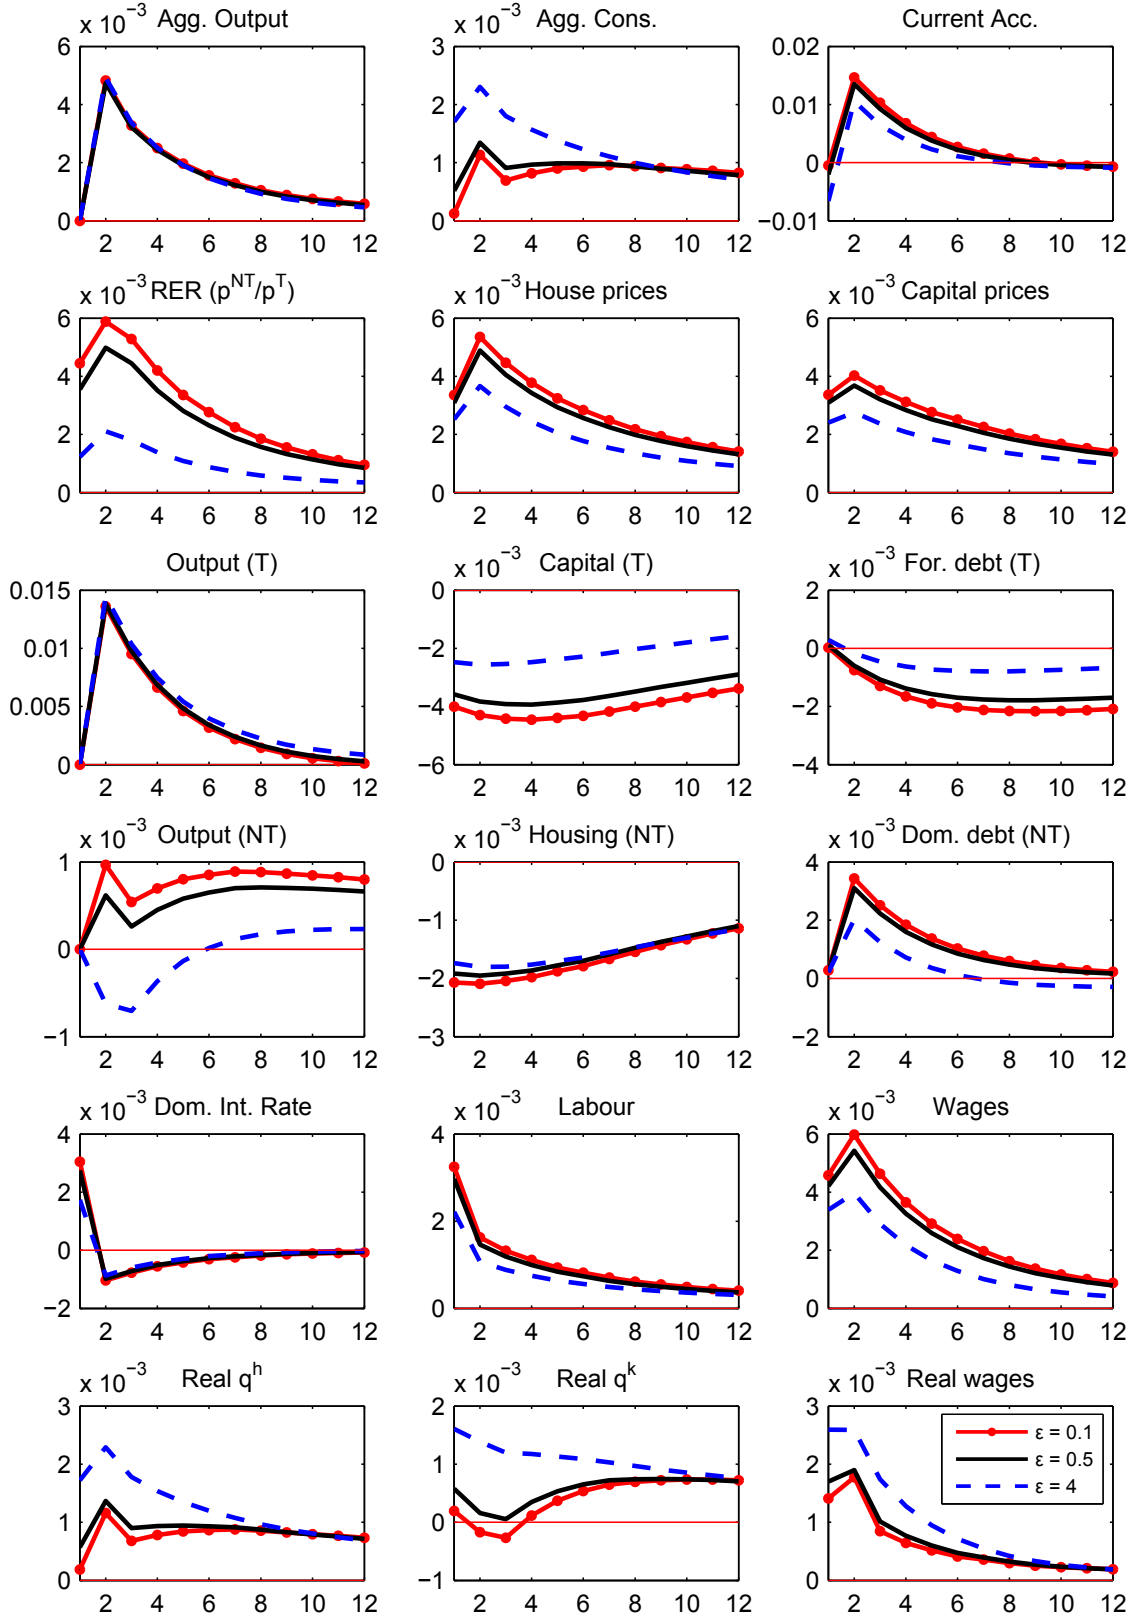 x 10⁻³ Agg. Output
x 10⁻³ Agg. Cons.
Current Acc.
6
4
2
0
2 4 6 8 10 12
3
2
1
0
2 4 6 8 10 12
0.02
0.01
0
−0.01
2 4 6 8 10 12
x 10⁻³ RER (p^NT/p^T)
x 10⁻³ House prices
x 10⁻³ Capital prices
6
4
2
0
2 4 6 8 10 12
6
4
2
0
2 4 6 8 10 12
6
4
2
0
2 4 6 8 10 12
Output (T)
x 10⁻³ Capital (T)
x 10⁻³ For. debt (T)
0.015
0.01
0.005
0
2 4 6 8 10 12
0
−2
−4
−6
2 4 6 8 10 12
2
0
−2
−4
2 4 6 8 10 12
x 10⁻³ Output (NT)
x 10⁻³ Housing (NT)
x 10⁻³ Dom. debt (NT)
1
0
−1
2 4 6 8 10 12
0
−1
−2
−3
2 4 6 8 10 12
4
2
0
−2
2 4 6 8 10 12
x 10⁻³ Dom. Int. Rate
x 10⁻³ Labour
x 10⁻³ Wages
4
2
0
−2
2 4 6 8 10 12
4
2
0
2 4 6 8 10 12
6
4
2
0
2 4 6 8 10 12
x 10⁻³ Real q^h
x 10⁻³ Real q^k
x 10⁻³ Real wages
3
2
1
0
2 4 6 8 10 12
2
1
0
−1
2 4 6 8 10 12
3
2
1
0
2 4 6 8 10 12
ε = 0.1
ε = 0.5
ε = 4